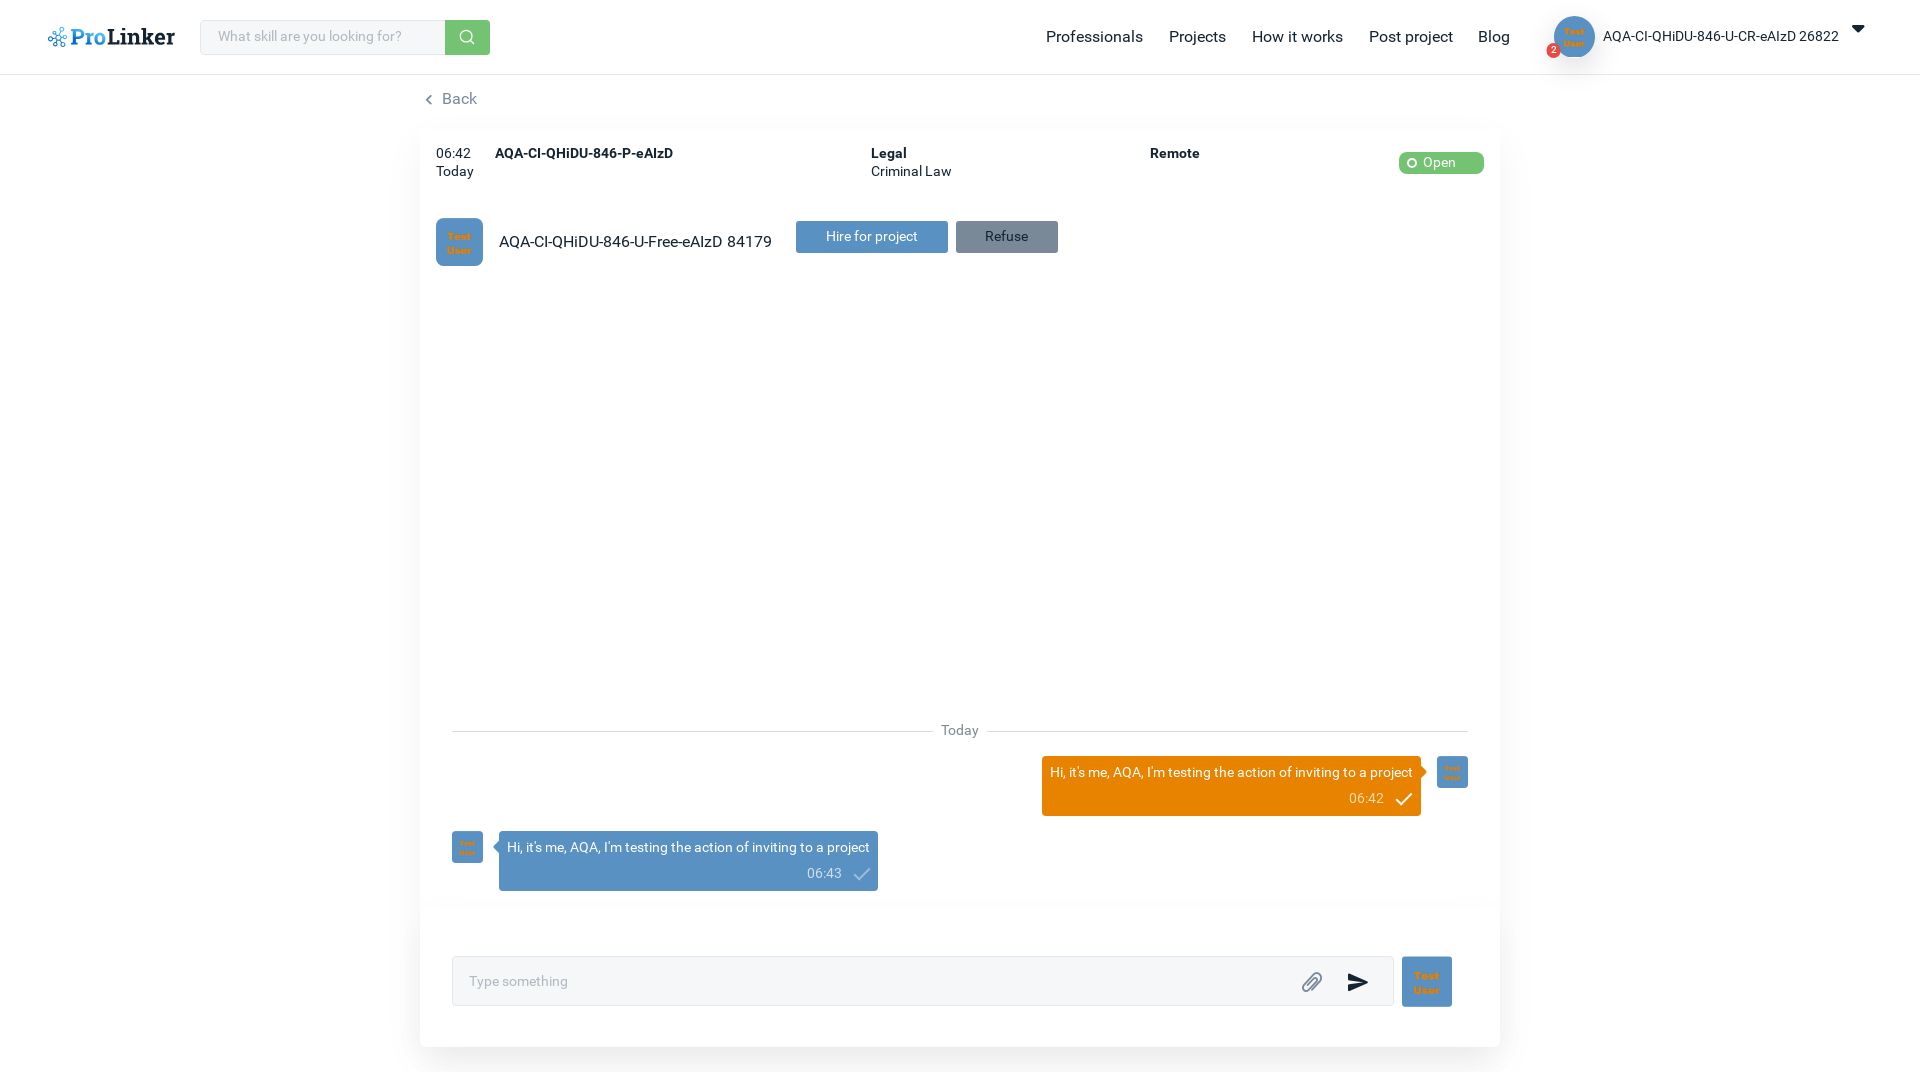 ProLinker
What skill are you looking for?
Professionals
Projects
How it works
Post project
Blog
Test
User
2
AQA-CI-QHiDU-846-U-CR-eAIzD 26822
Back
06:42
Today
AQA-CI-QHiDU-846-P-eAIzD
Legal
Criminal Law
Remote
Open
Test
User
AQA-CI-QHiDU-846-U-Free-eAIzD 84179
Hire for project
Refuse
Today
Hi, it's me, AQA, I'm testing the action of inviting to a project
06:42
Test
User
Test
User
Hi, it's me, AQA, I'm testing the action of inviting to a project
06:43
Type something
Test
User